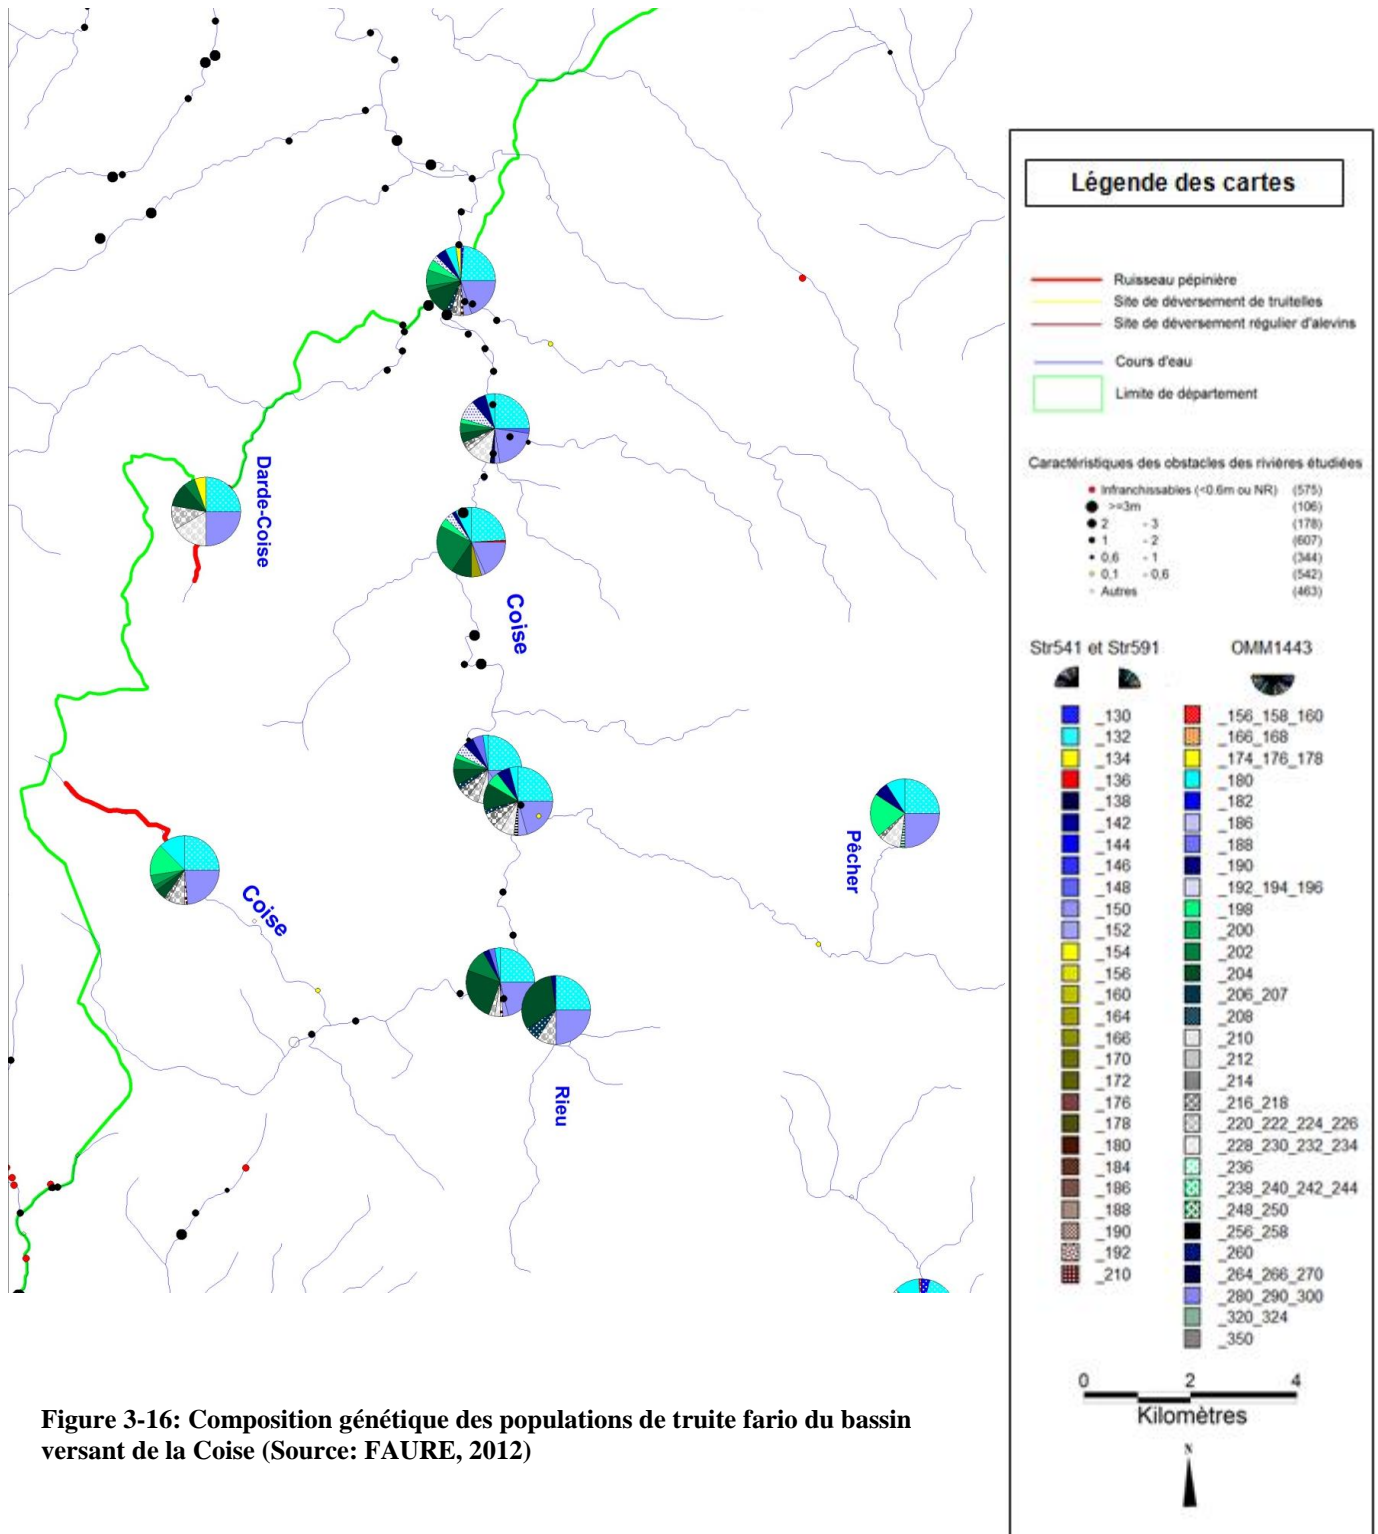 Darde-Coise
Coise
Coise
Pêcher
Rieu
Figure 3-16: Composition génétique des populations de truite fario du bassin
versant de la Coise (Source: FAURE, 2012)
Légende des cartes
Ruisseau pépinière
Site de déversement de truitelles
Site de déversement régulier d'alevins
Cours d'eau
Limite de département
Caractéristiques des obstacles des rivières étudiées
Infranchissables (<0.6m ou NR) (575)
>=3m (106)
2 - 3 (178)
1 - 2 (607)
0,6 - 1 (344)
0,1 - 0,6 (542)
Autres (463)
Str541 et Str591
_130
_132
_134
_136
_138
_142
_144
_146
_148
_150
_152
_154
_156
_160
_164
_166
_170
_172
_176
_178
_180
_184
_186
_188
_190
_192
_210
OMM1443
_156_158_160
_166_168
_174_176_178
_180
_182
_186
_188
_190
_192_194_196
_198
_200
_202
_204
_206_207
_208
_210
_212
_214
_216_218
_220_222_224_226
_228_230_232_234
_236
_238_240_242_244
_248_250
_256_258
_260
_264_266_270
_280_290_300
_320_324
_350
0 2 4
Kilomètres
N